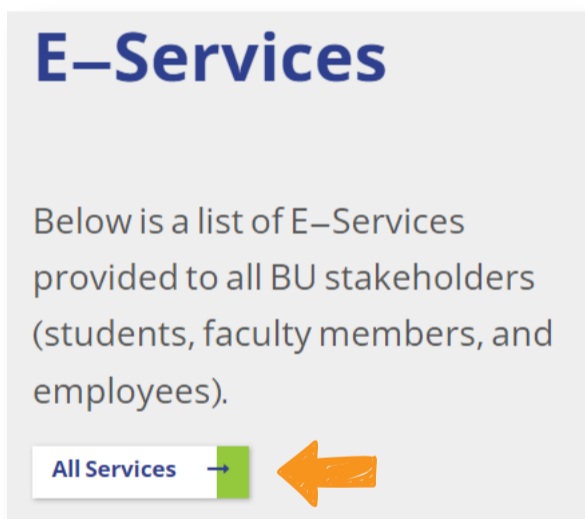 E–Services
Below is a list of E–Services
provided to all BU stakeholders
(students, faculty members, and
employees).
All Services →